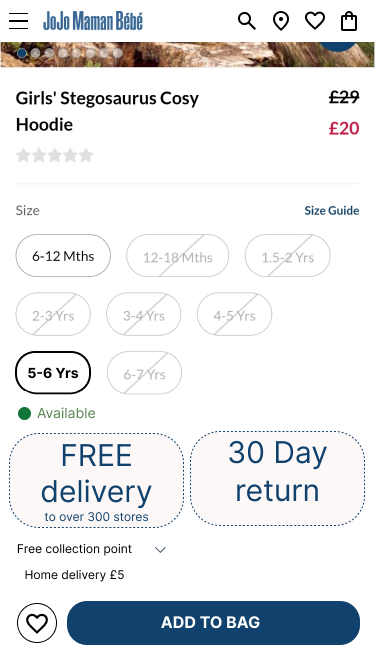 JoJo Maman Bébé
Girls' Stegosaurus Cosy
Hoodie
£29
£20
Size
Size Guide
6-12 Mths
12-18 Mths
1.5-2 Yrs
2-3 Yrs
3-4 Yrs
4-5 Yrs
5-6 Yrs
6-7 Yrs
Available
FREE
delivery
to over 300 stores
30 Day
return
Free collection point
Home delivery £5
ADD TO BAG